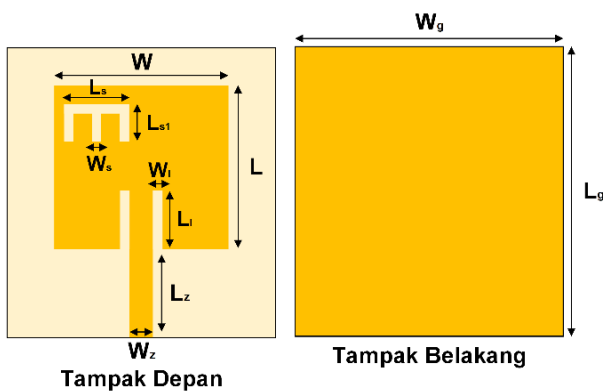 W
Ls
Ls1
Ws
Wl
L
Ll
Lz
Wz
Tampak Depan
Wg
Lg
Tampak Belakang